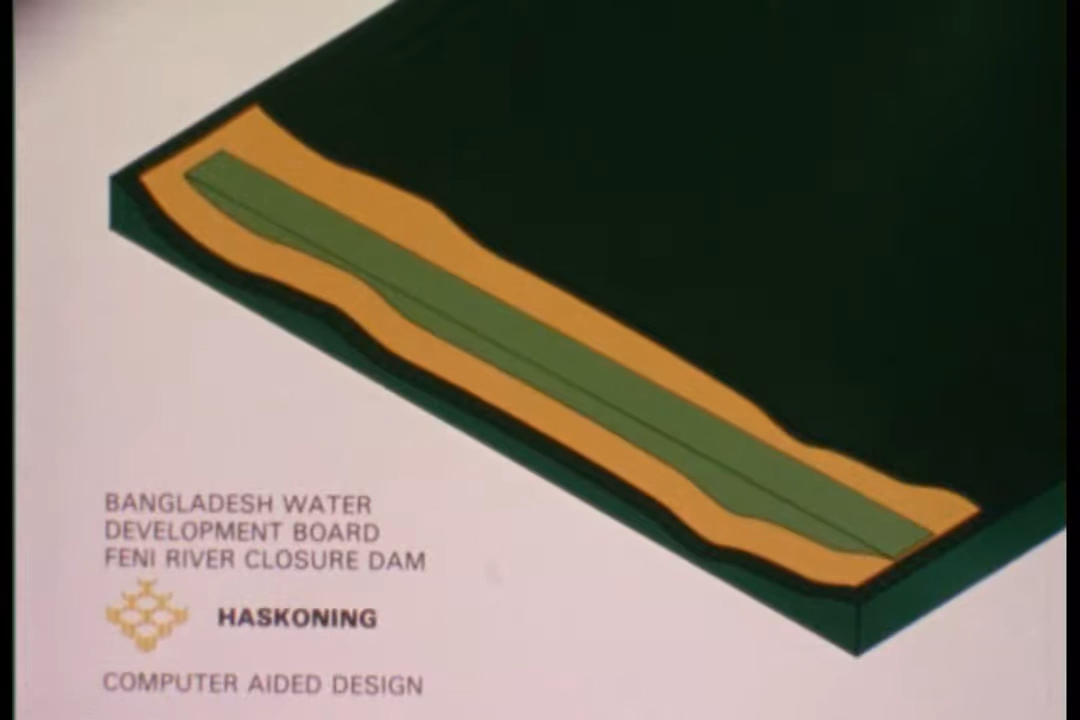 BANGLADESH WATER
DEVELOPMENT BOARD
FENI RIVER CLOSURE DAM
HASKONING
COMPUTER AIDED DESIGN